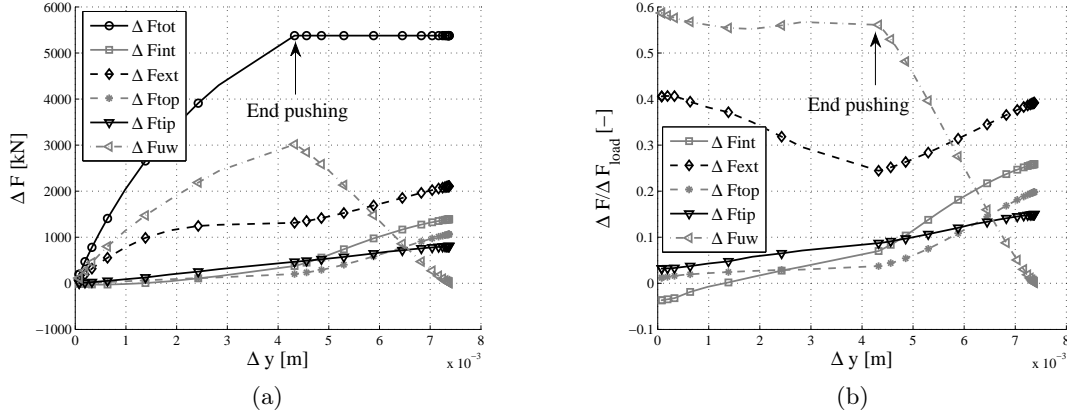 6000
5000
4000
3000
2000
1000
0
−1000
Δ F [kN]
Δ Ftot
Δ Fint
Δ Fext
Δ Ftop
Δ Ftip
Δ Fuw
End pushing
0 1 2 3 4 5 6 7 8
Δ y [m]
x 10⁻³
(a)
0.6
0.5
0.4
0.3
0.2
0.1
0
−0.1
Δ F/Δ F_load [−]
End pushing
Δ Fint
Δ Fext
Δ Ftop
Δ Ftip
Δ Fuw
0 1 2 3 4 5 6 7 8
Δ y [m]
x 10⁻³
(b)